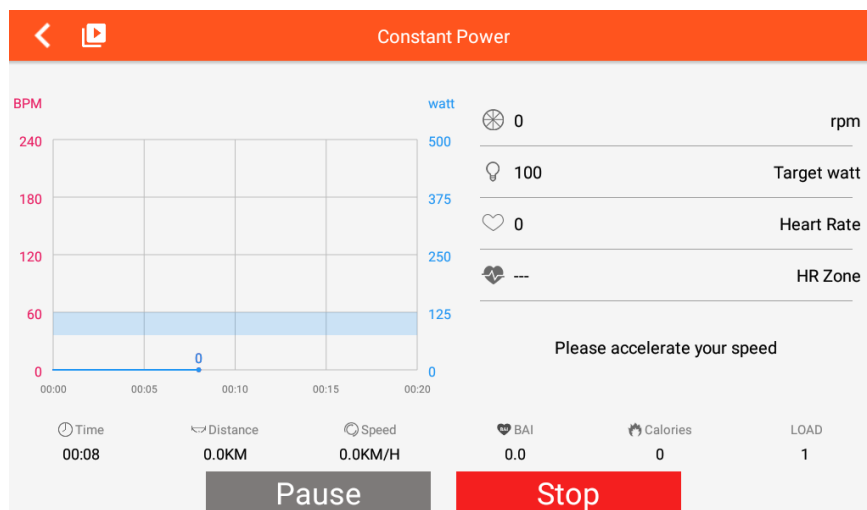 Constant Power
BPM
watt
240
180
120
60
0
500
375
250
125
0
0
00:00 00:05 00:10 00:15 00:20
0 rpm
100 Target watt
0 Heart Rate
--- HR Zone
Please accelerate your speed
Time Distance Speed BAI BAI Calories LOAD
00:08 0.0KM 0.0KM/H 0.0 0 1
Pause Stop